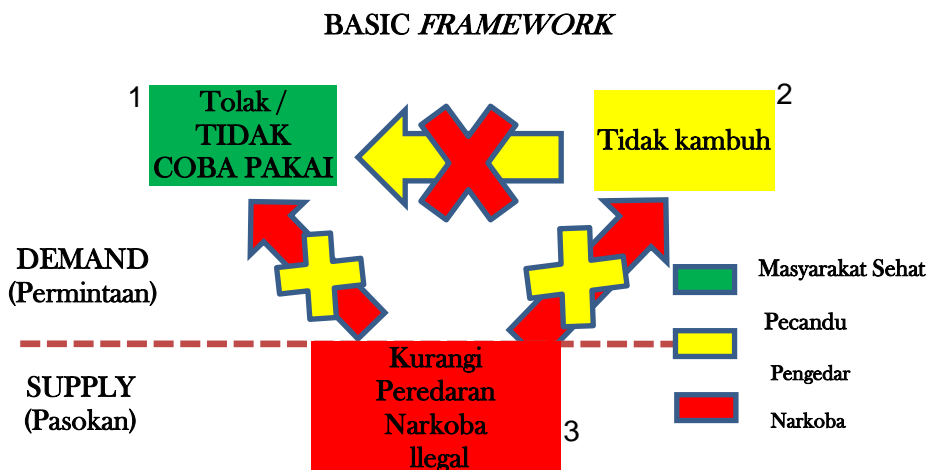 BASIC FRAMEWORK
1
Tolak /
TIDAK
COBA PAKAI
2
Tidak kambuh
DEMAND
(Permintaan)
SUPPLY
(Pasokan)
Kurangi
Peredaran
Narkoba
Ilegal
3
Masyarakat Sehat
Pecandu
Pengedar
Narkoba